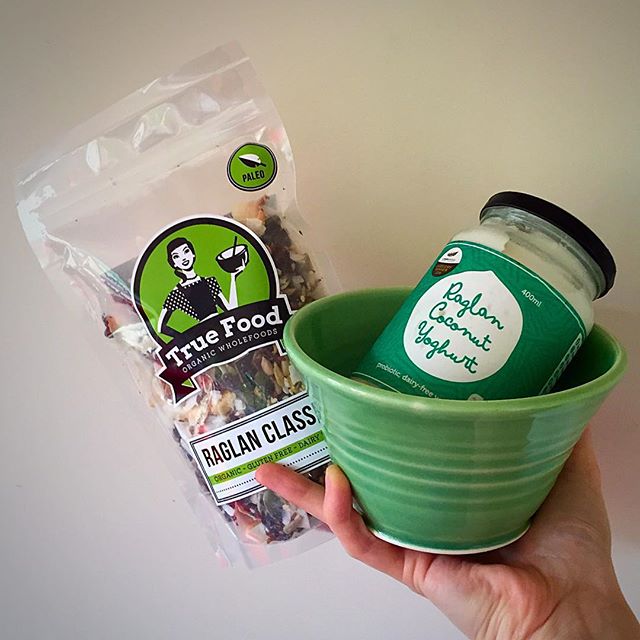 PALEO
True Food
ORGANIC WHOLEFOODS
RAGLAN CLASS
ORGANIC - GLUTEN FREE - DAIRY
400ml
Raglan
Coconut
Yoghurt
probiotic dairy-free